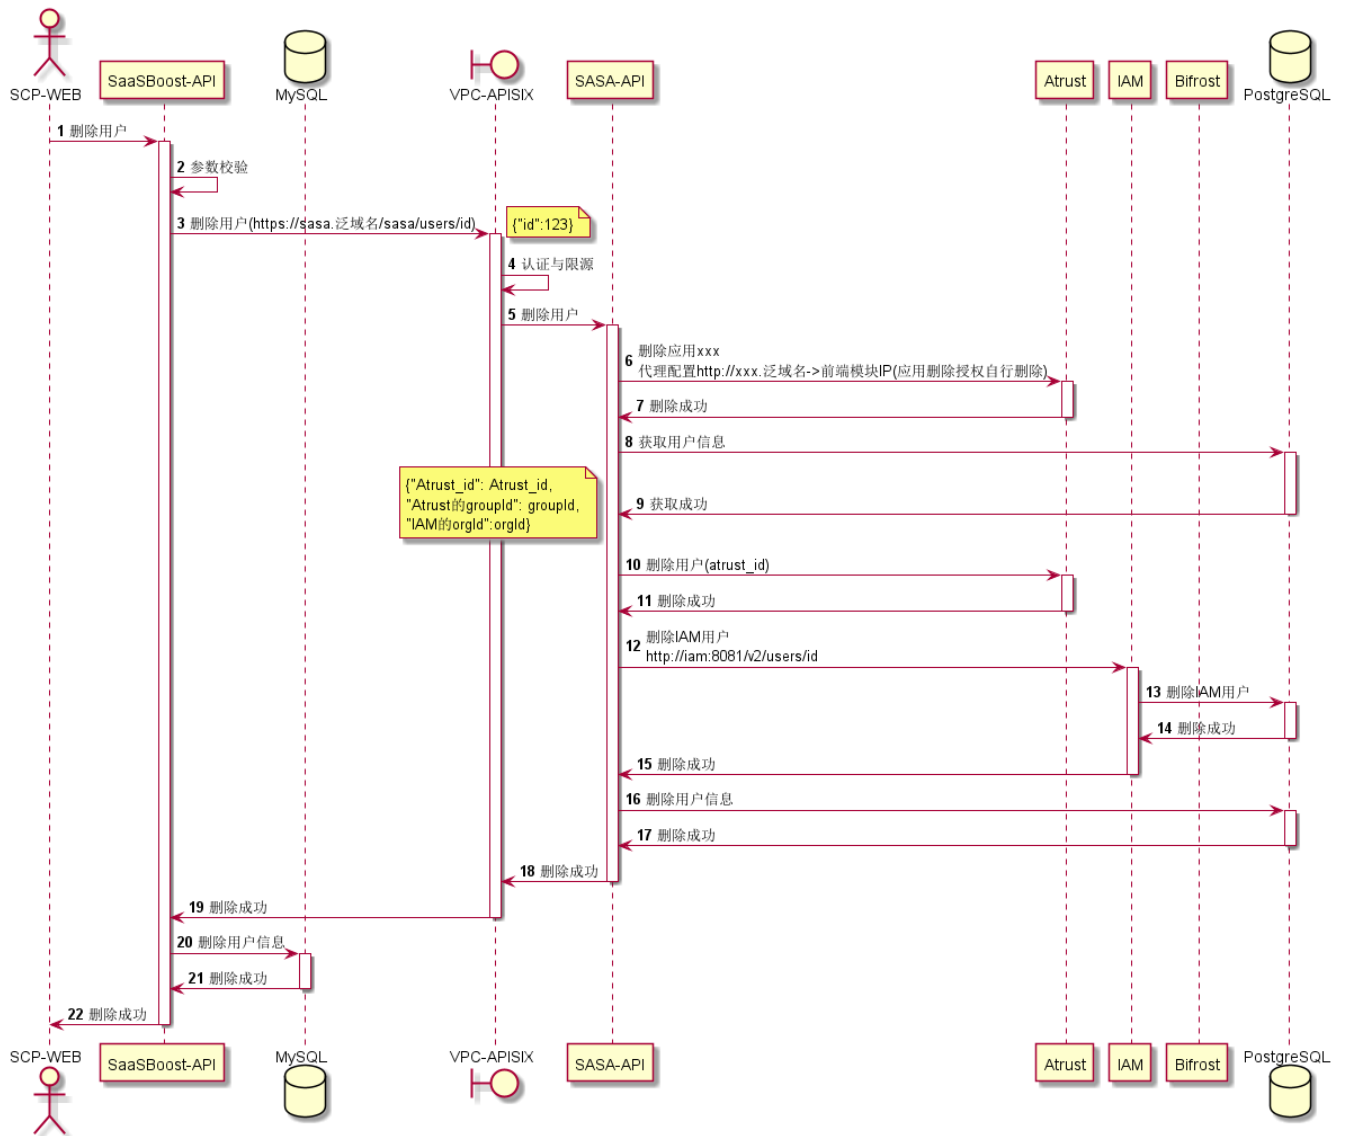 SCP-WEB
SaaSBoost-API
MySQL
VPC-APISIX
SASA-API
Atrust
IAM
Bifrost
PostgreSQL
1 删除用户
2 参数校验
3 删除用户(https://sasa.泛域名/sasa/users/id)
{"id":123}
4 认证与限源
5 删除用户
6 删除应用xxx
代理配置http://xxx.泛域名->前端模块IP(应用删除授权自行删除)
7 删除成功
8 获取用户信息
{"Atrust_id": Atrust_id,
"Atrust的groupId": groupId,
"IAM的orgId":orgId}
9 获取成功
10 删除用户(atrust_id)
11 删除成功
12 删除IAM用户
http://iam:8081/v2/users/id
13 删除IAM用户
14 删除成功
15 删除成功
16 删除用户信息
17 删除成功
18 删除成功
19 删除成功
20 删除用户信息
21 删除成功
22 删除成功
SCP-WEB
SaaSBoost-API
MySQL
VPC-APISIX
SASA-API
Atrust
IAM
Bifrost
PostgreSQL